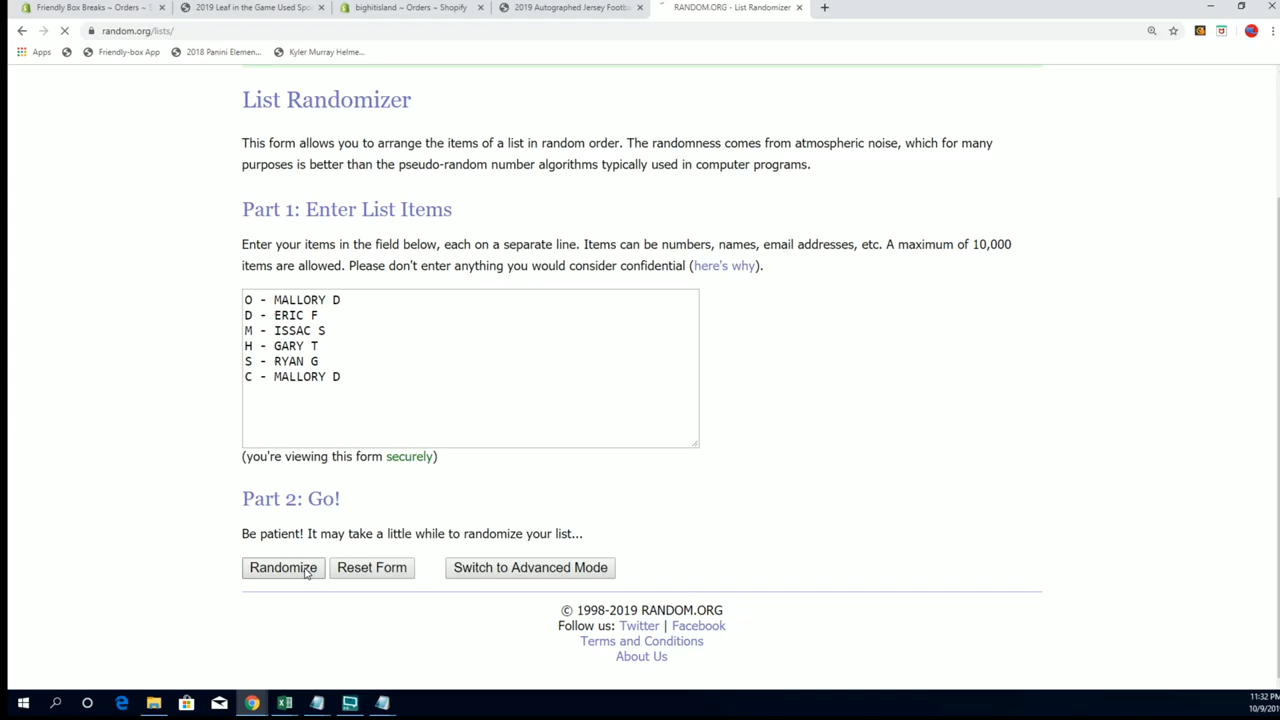 Friendly Box Breaks ~ Orders ~ S
2019 Leaf in the Game Used Spo
bighitisland ~ Orders ~ Shopify
2019 Autographed Jersey Footba
RANDOM.ORG - List Randomizer
random.org/lists/
Apps
Friendly-box App
2018 Panini Elemen...
Kyler Murray Helme...
List Randomizer
This form allows you to arrange the items of a list in random order. The randomness comes from atmospheric noise, which for many
purposes is better than the pseudo-random number algorithms typically used in computer programs.
Part 1: Enter List Items
Enter your items in the field below, each on a separate line. Items can be numbers, names, email addresses, etc. A maximum of 10,000
items are allowed. Please don't enter anything you would consider confidential (here's why).
O - MALLORY D
D - ERIC F
M - ISSAC S
H - GARY T
S - RYAN G
C - MALLORY D
(you're viewing this form securely)
Part 2: Go!
Be patient! It may take a little while to randomize your list...
Randomize
Reset Form
Switch to Advanced Mode
© 1998-2019 RANDOM.ORG
Follow us: Twitter | Facebook
Terms and Conditions
About Us
11:32 PM
10/9/201